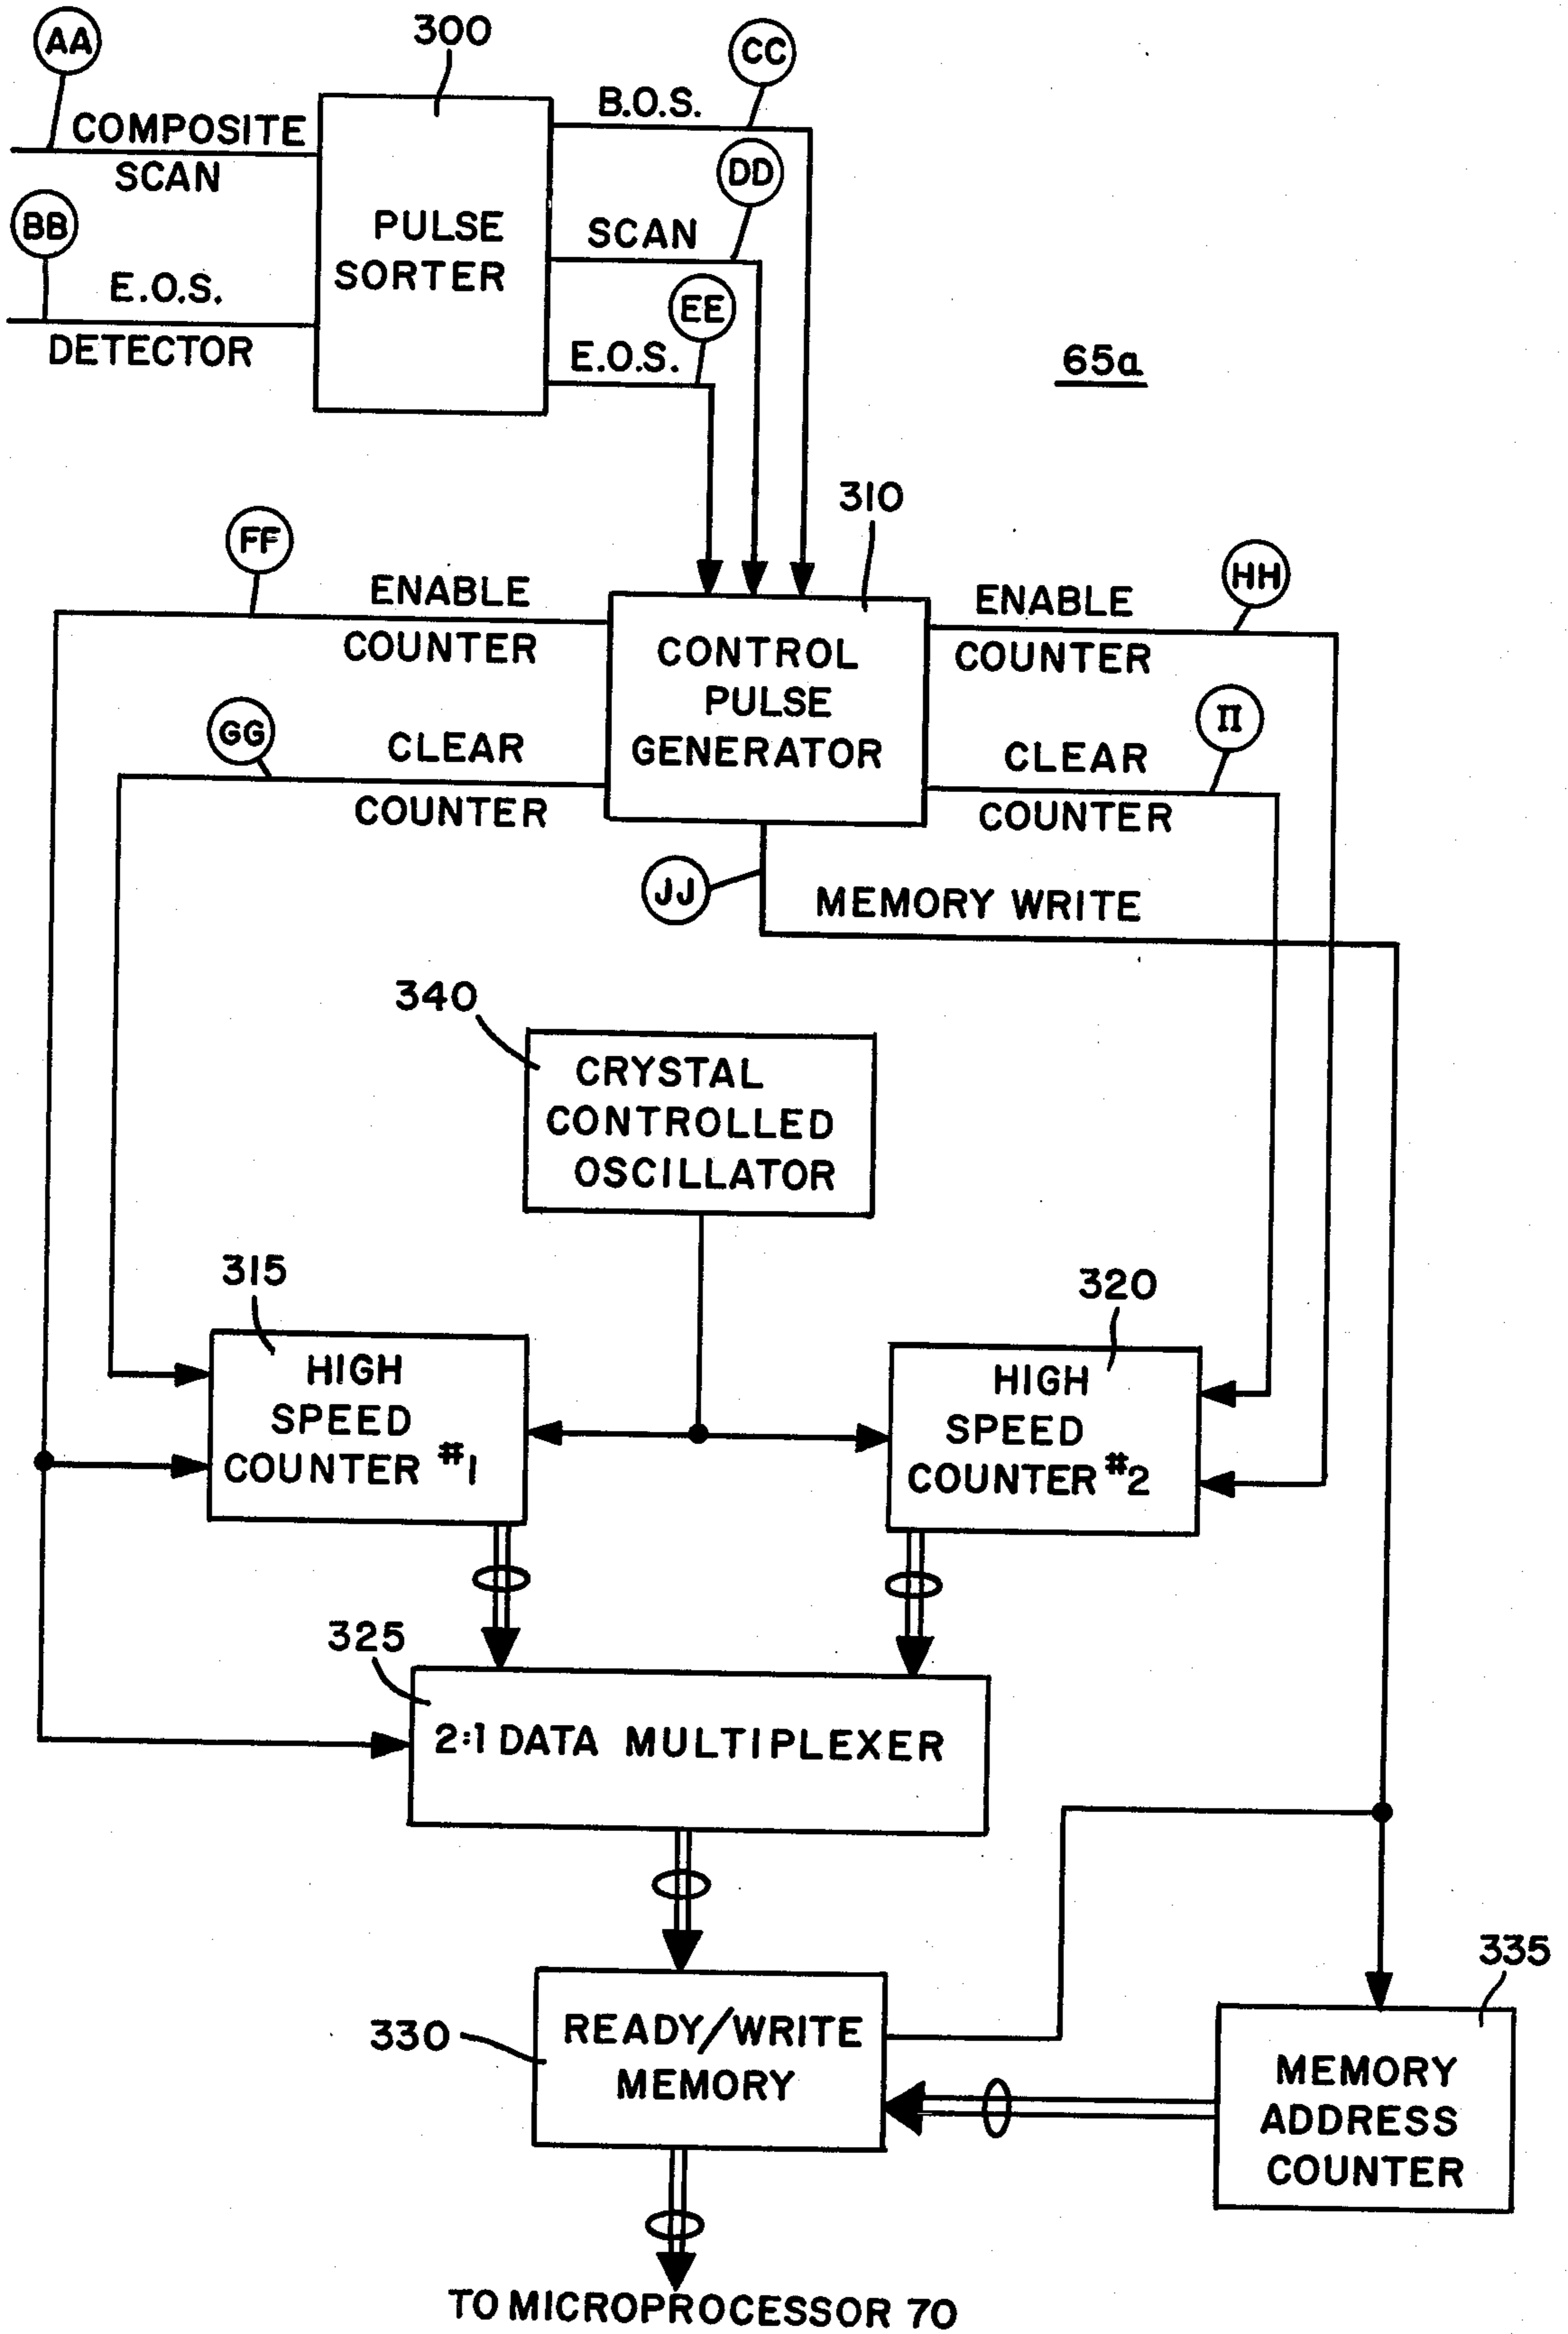 AA
300
CC
COMPOSITE
SCAN
B.O.S.
DD
BB
PULSE
SORTER
SCAN
E.O.S.
DETECTOR
EE
E.O.S.
65a
310
FF
ENABLE
COUNTER
HH
ENABLE
COUNTER
CONTROL
PULSE
GENERATOR
GG
CLEAR
COUNTER
II
CLEAR
COUNTER
JJ
MEMORY WRITE
340
CRYSTAL
CONTROLLED
OSCILLATOR
315
HIGH
SPEED
COUNTER #1
320
HIGH
SPEED
COUNTER #2
325
2:1 DATA MULTIPLEXER
330
READY/WRITE
MEMORY
335
MEMORY
ADDRESS
COUNTER
TO MICROPROCESSOR 70